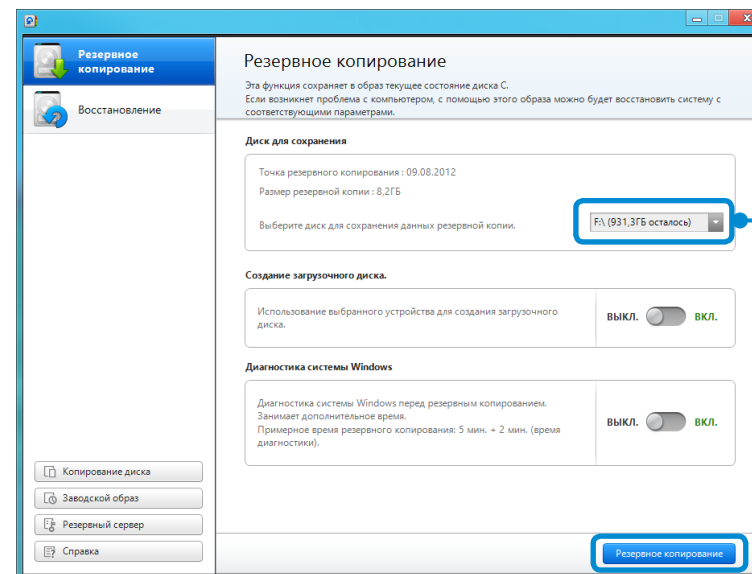 Резервное
копирование
Восстановление
Копирование диска
Заводской образ
Резервный сервер
Справка
Резервное копирование
Эта функция сохраняет в образ текущее состояние диска C.
Если возникнет проблема с компьютером, с помощью этого образа можно будет восстановить систему с
соответствующими параметрами.
Диск для сохранения
Точка резервного копирования : 09.08.2012
Размер резервной копии : 8,2ГБ
Выберите диск для сохранения данных резервной копии.
F:\ (931,3ГБ осталось)
Создание загрузочного диска.
Использование выбранного устройства для создания загрузочного
диска.
ВЫКЛ. ВКЛ.
Диагностика системы Windows
Диагностика системы Windows перед резервным копированием.
Занимает дополнительное время.
Примерное время резервного копирования: 5 мин. + 2 мин. (время
диагностики).
ВЫКЛ. ВКЛ.
Резервное копирование